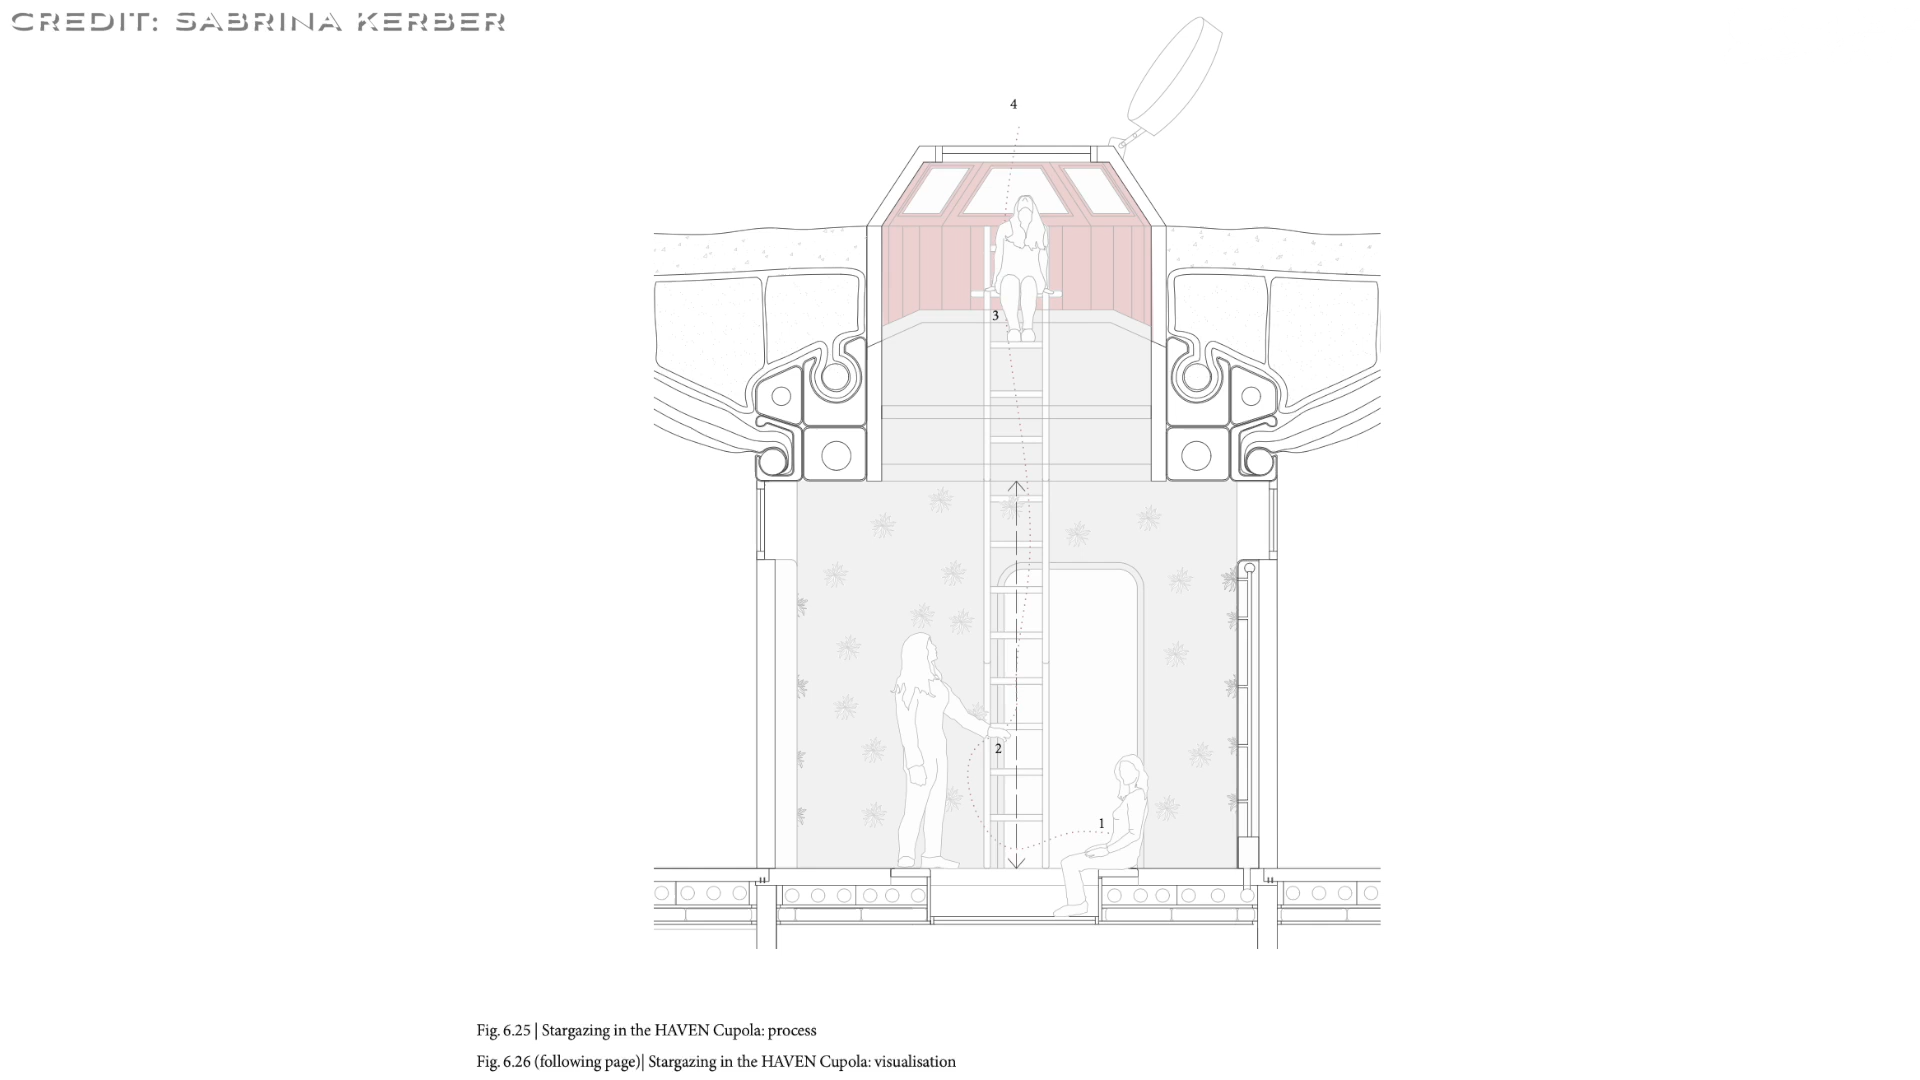 CREDIT: SABRINA KERBER
4
3
2
1
Fig. 6.25 | Stargazing in the HAVEN Cupola: process
Fig. 6.26 (following page)| Stargazing in the HAVEN Cupola: visualisation